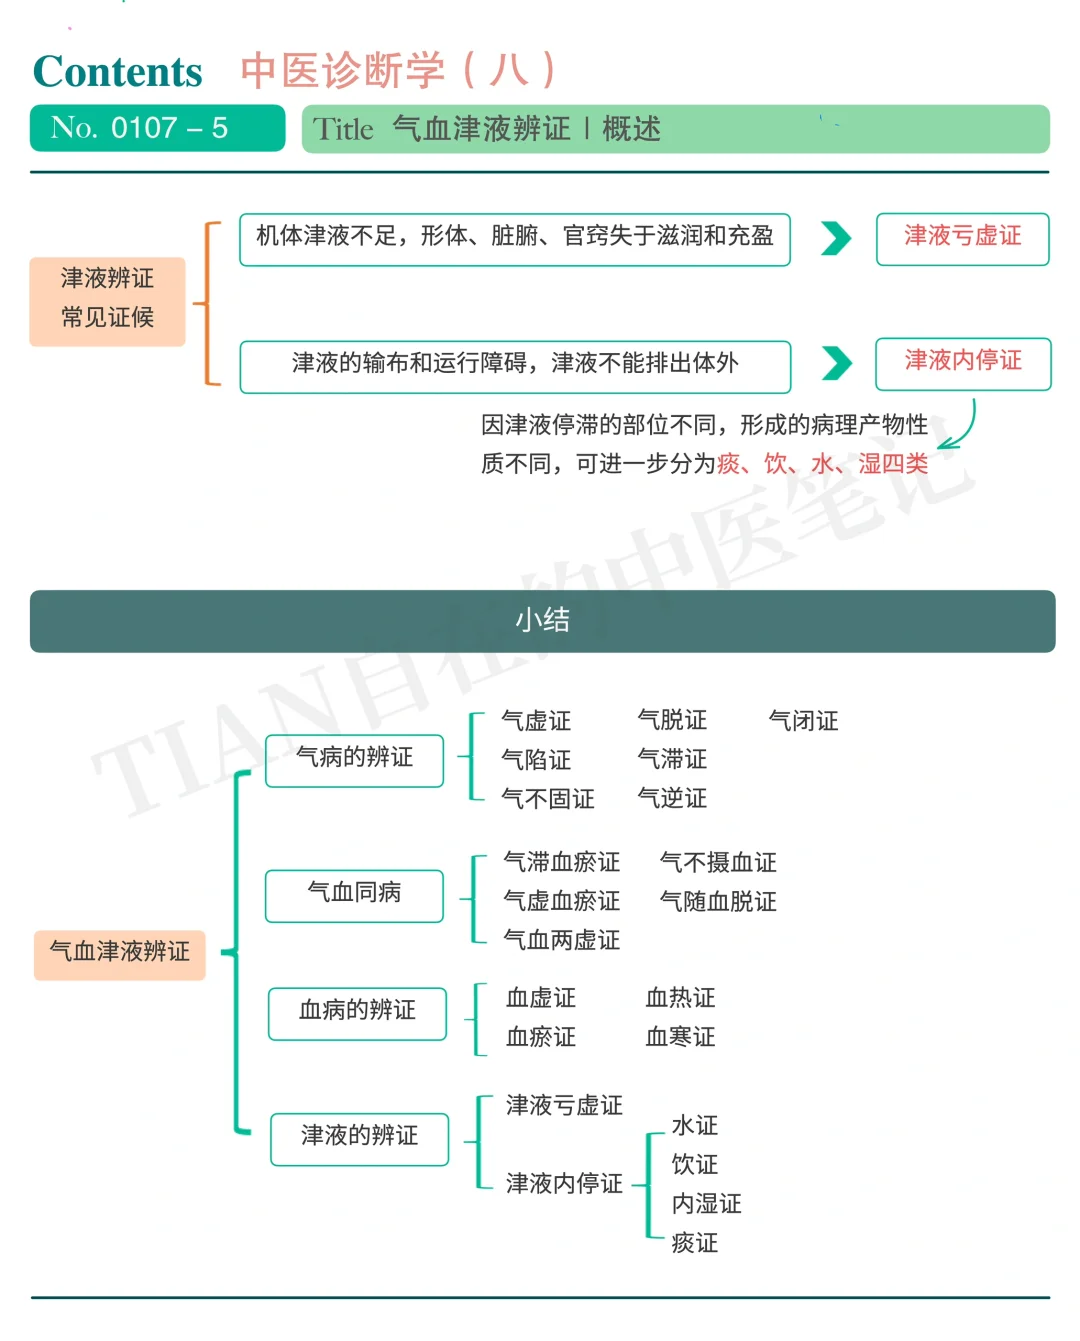 Contents 中医诊断学（八）
No. 0107 – 5
Title 气血津液辨证 | 概述
津液辨证
常见证候
机体津液不足，形体、脏腑、官窍失于滋润和充盈
津液亏虚证
津液的输布和运行障碍，津液不能排出体外
津液内停证
因津液停滞的部位不同，形成的病理产物性
质不同，可进一步分为痰、饮、水、湿四类
小结
气血津液辨证
气病的辨证
气虚证 气脱证 气闭证
气陷证 气滞证
气不固证 气逆证
气血同病
气滞血瘀证 气不摄血证
气虚血瘀证 气随血脱证
气血两虚证
血病的辨证
血虚证 血热证
血瘀证 血寒证
津液的辨证
津液亏虚证
津液内停证
水证
饮证
内湿证
痰证
TIAN自在的中医笔记